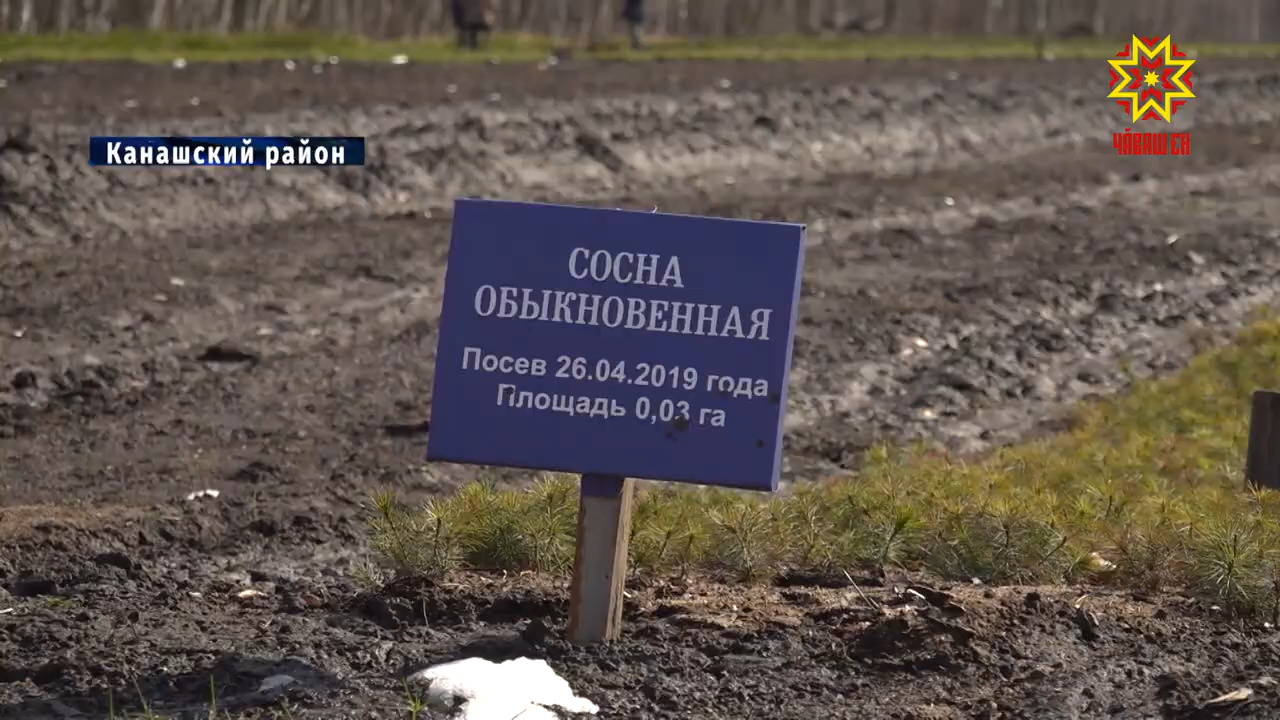 Канашский район
ЧӐВАШ ЕН
СОСНА
ОБЫКНОВЕННАЯ
Посев 26.04.2019 года
Площадь 0,03 га